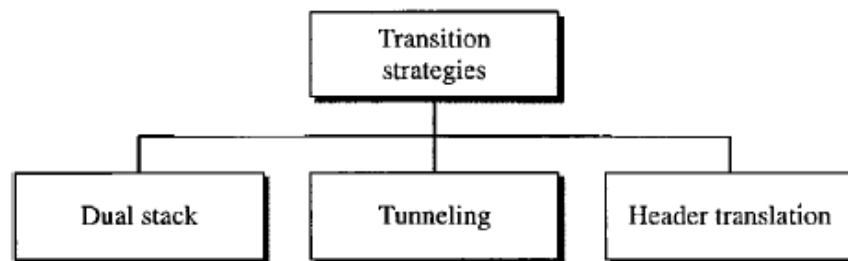 Transition
strategies
Dual stack
Tunneling
Header translation